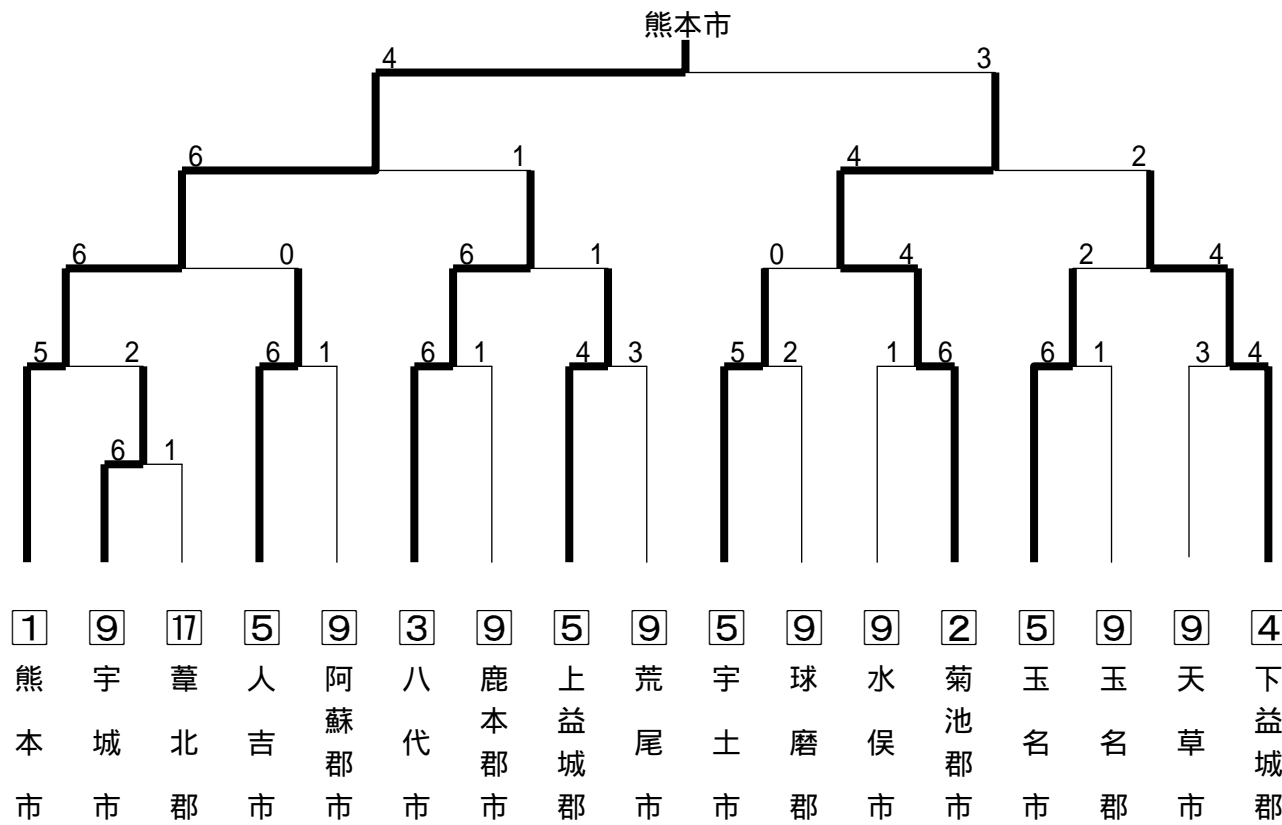 熊本市
4 3
6 1 4 2
6 0 6 1 0 4 2 4
5 2 6 1 6 1 4 3 5 2 1 6 6 1 3 4
6 1
1 9 17 5 9 3 9 5 9 5 9 9 2 5 9 9 4
熊本市
宇城市
葦北郡
人吉市
阿蘇郡市
八代市
鹿本郡市
上益城郡
荒尾市
宇土市
球磨郡
水俣市
菊池郡市
玉名市
玉名郡
天草市
下益城郡